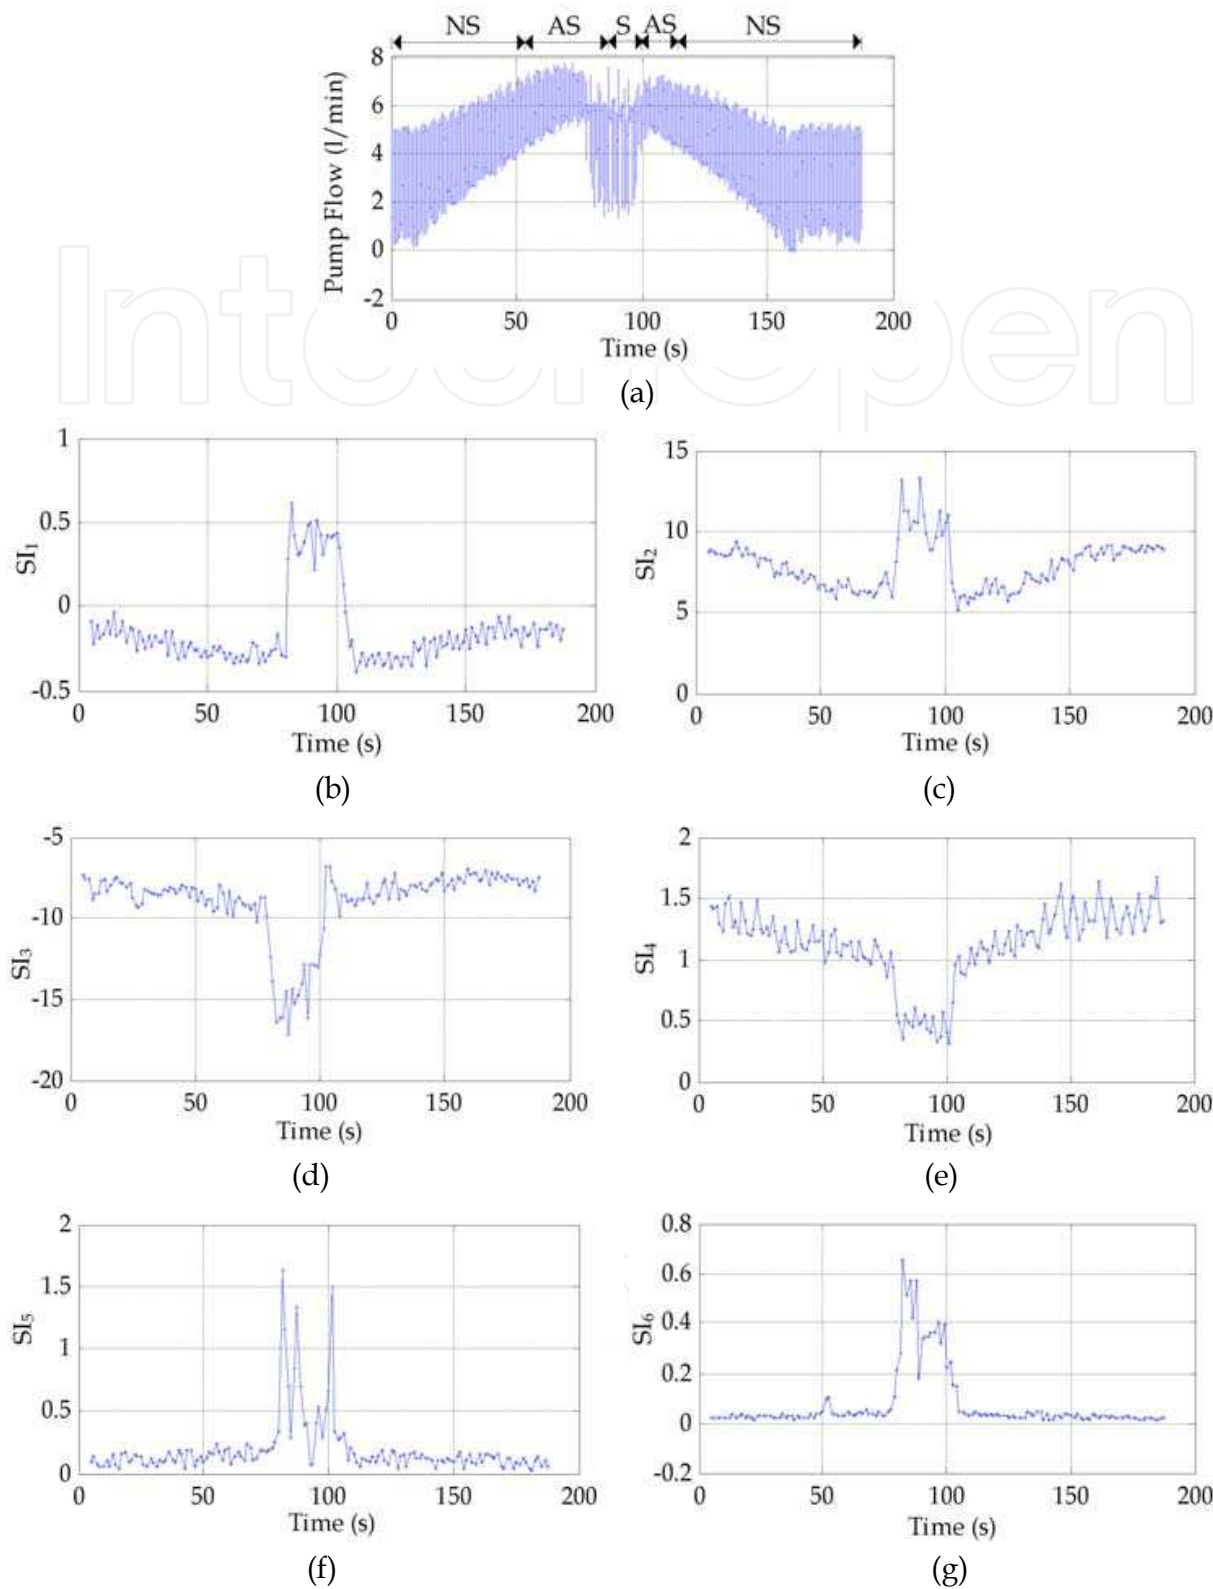 NS AS S AS NS
8
6
4
2
0
-2
Pump Flow (l/min)
0 50 100 150 200
Time (s)
(a)
IntechOpen
1
0.5
0
-0.5
SI1
0 50 100 150 200
Time (s)
(b)
15
10
5
0
SI2
0 50 100 150 200
Time (s)
(c)
-5
-10
-15
-20
SI3
0 50 100 150 200
Time (s)
(d)
2
1.5
1
0.5
0
SI4
0 50 100 150 200
Time (s)
(e)
2
1.5
1
0.5
0
SI5
0 50 100 150 200
Time (s)
(f)
0.8
0.6
0.4
0.2
0
-0.2
SI6
0 50 100 150 200
Time (s)
(g)